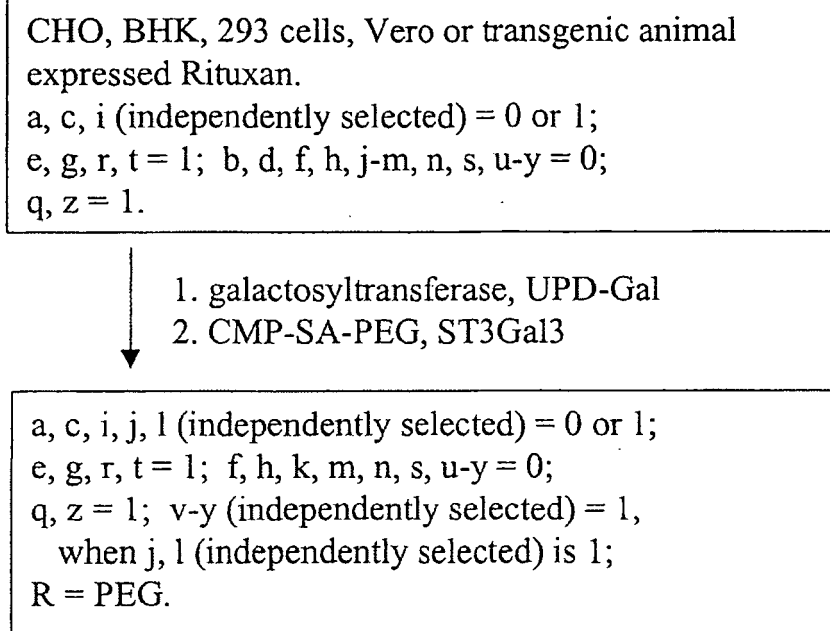 CHO, BHK, 293 cells, Vero or transgenic animal
expressed Rituxan.
a, c, i (independently selected) = 0 or 1;
e, g, r, t = 1; b, d, f, h, j-m, n, s, u-y = 0;
q, z = 1.
1. galactosyltransferase, UPD-Gal
2. CMP-SA-PEG, ST3Gal3
a, c, i, j, l (independently selected) = 0 or 1;
e, g, r, t = 1; f, h, k, m, n, s, u-y = 0;
q, z = 1; v-y (independently selected) = 1,
when j, l (independently selected) is 1;
R = PEG.